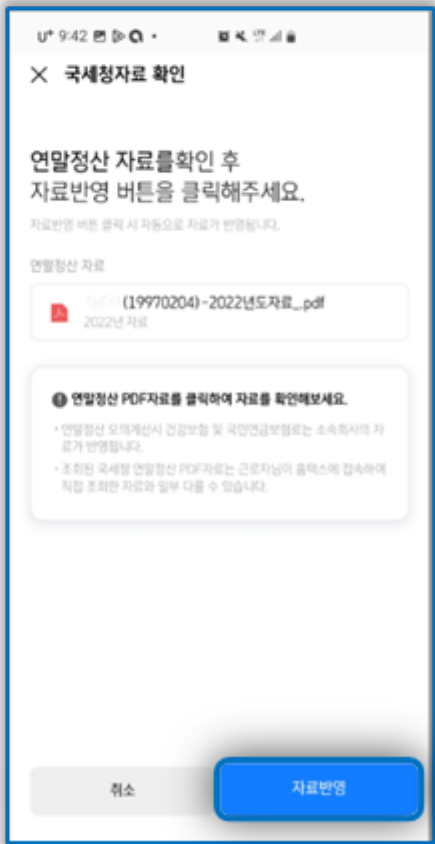 U⁺ 9:42
국세청자료 확인
연말정산 자료를확인 후
자료반영 버튼을 클릭해주세요.
자료반영 버튼 클릭 시 자동으로 자료가 반영됩니다.
연말정산 자료
(19970204)-2022년도자료_.pdf
2022년 자료
연말정산 PDF자료를 클릭하여 자료를 확인해보세요.
• 연말정산 모의계산시 건강보험 및 국민연금보험료는 소속회사의 자
료가 반영됩니다.
• 조회된 국세청 연말정산 PDF자료는 근로자님이 홈택스에 접속하여
직접 조회한 자료와 일부 다를 수 있습니다.
취소
자료반영